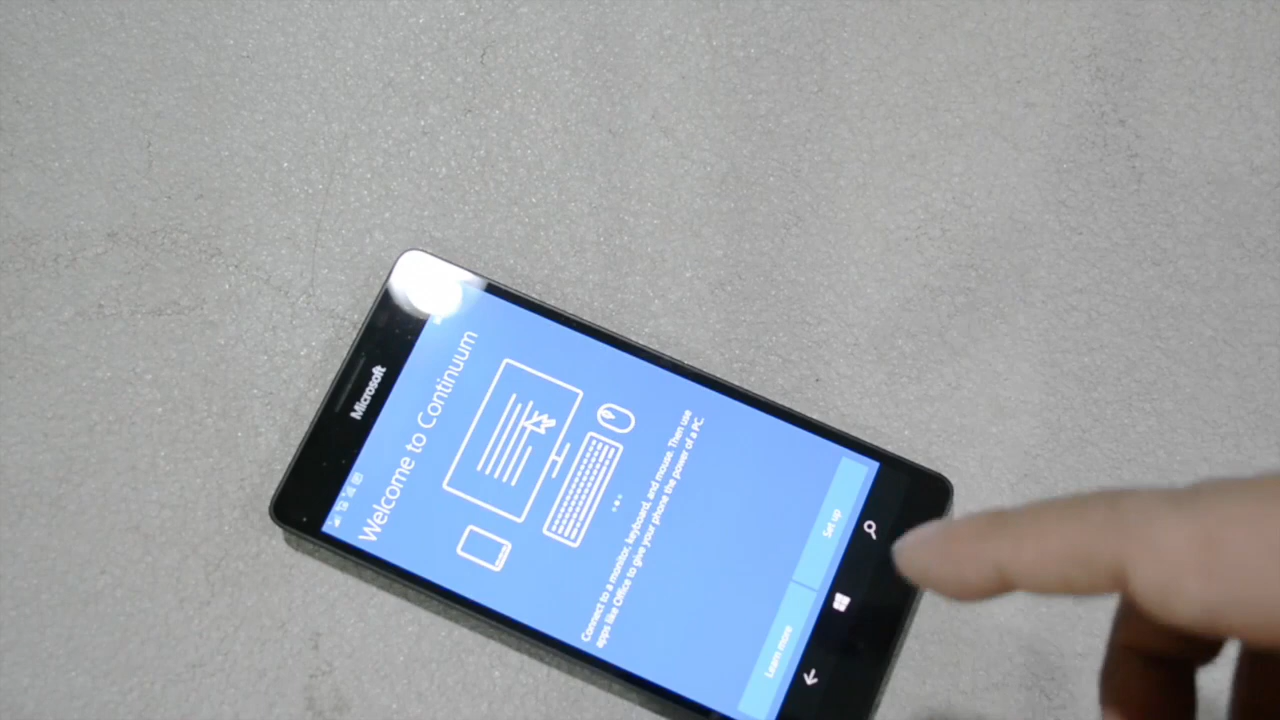 Microsoft
Welcome to Continuum
Connect to a monitor, keyboard, and mouse. Then use
apps like Office to give your phone the power of a PC.
Learn more
Set up